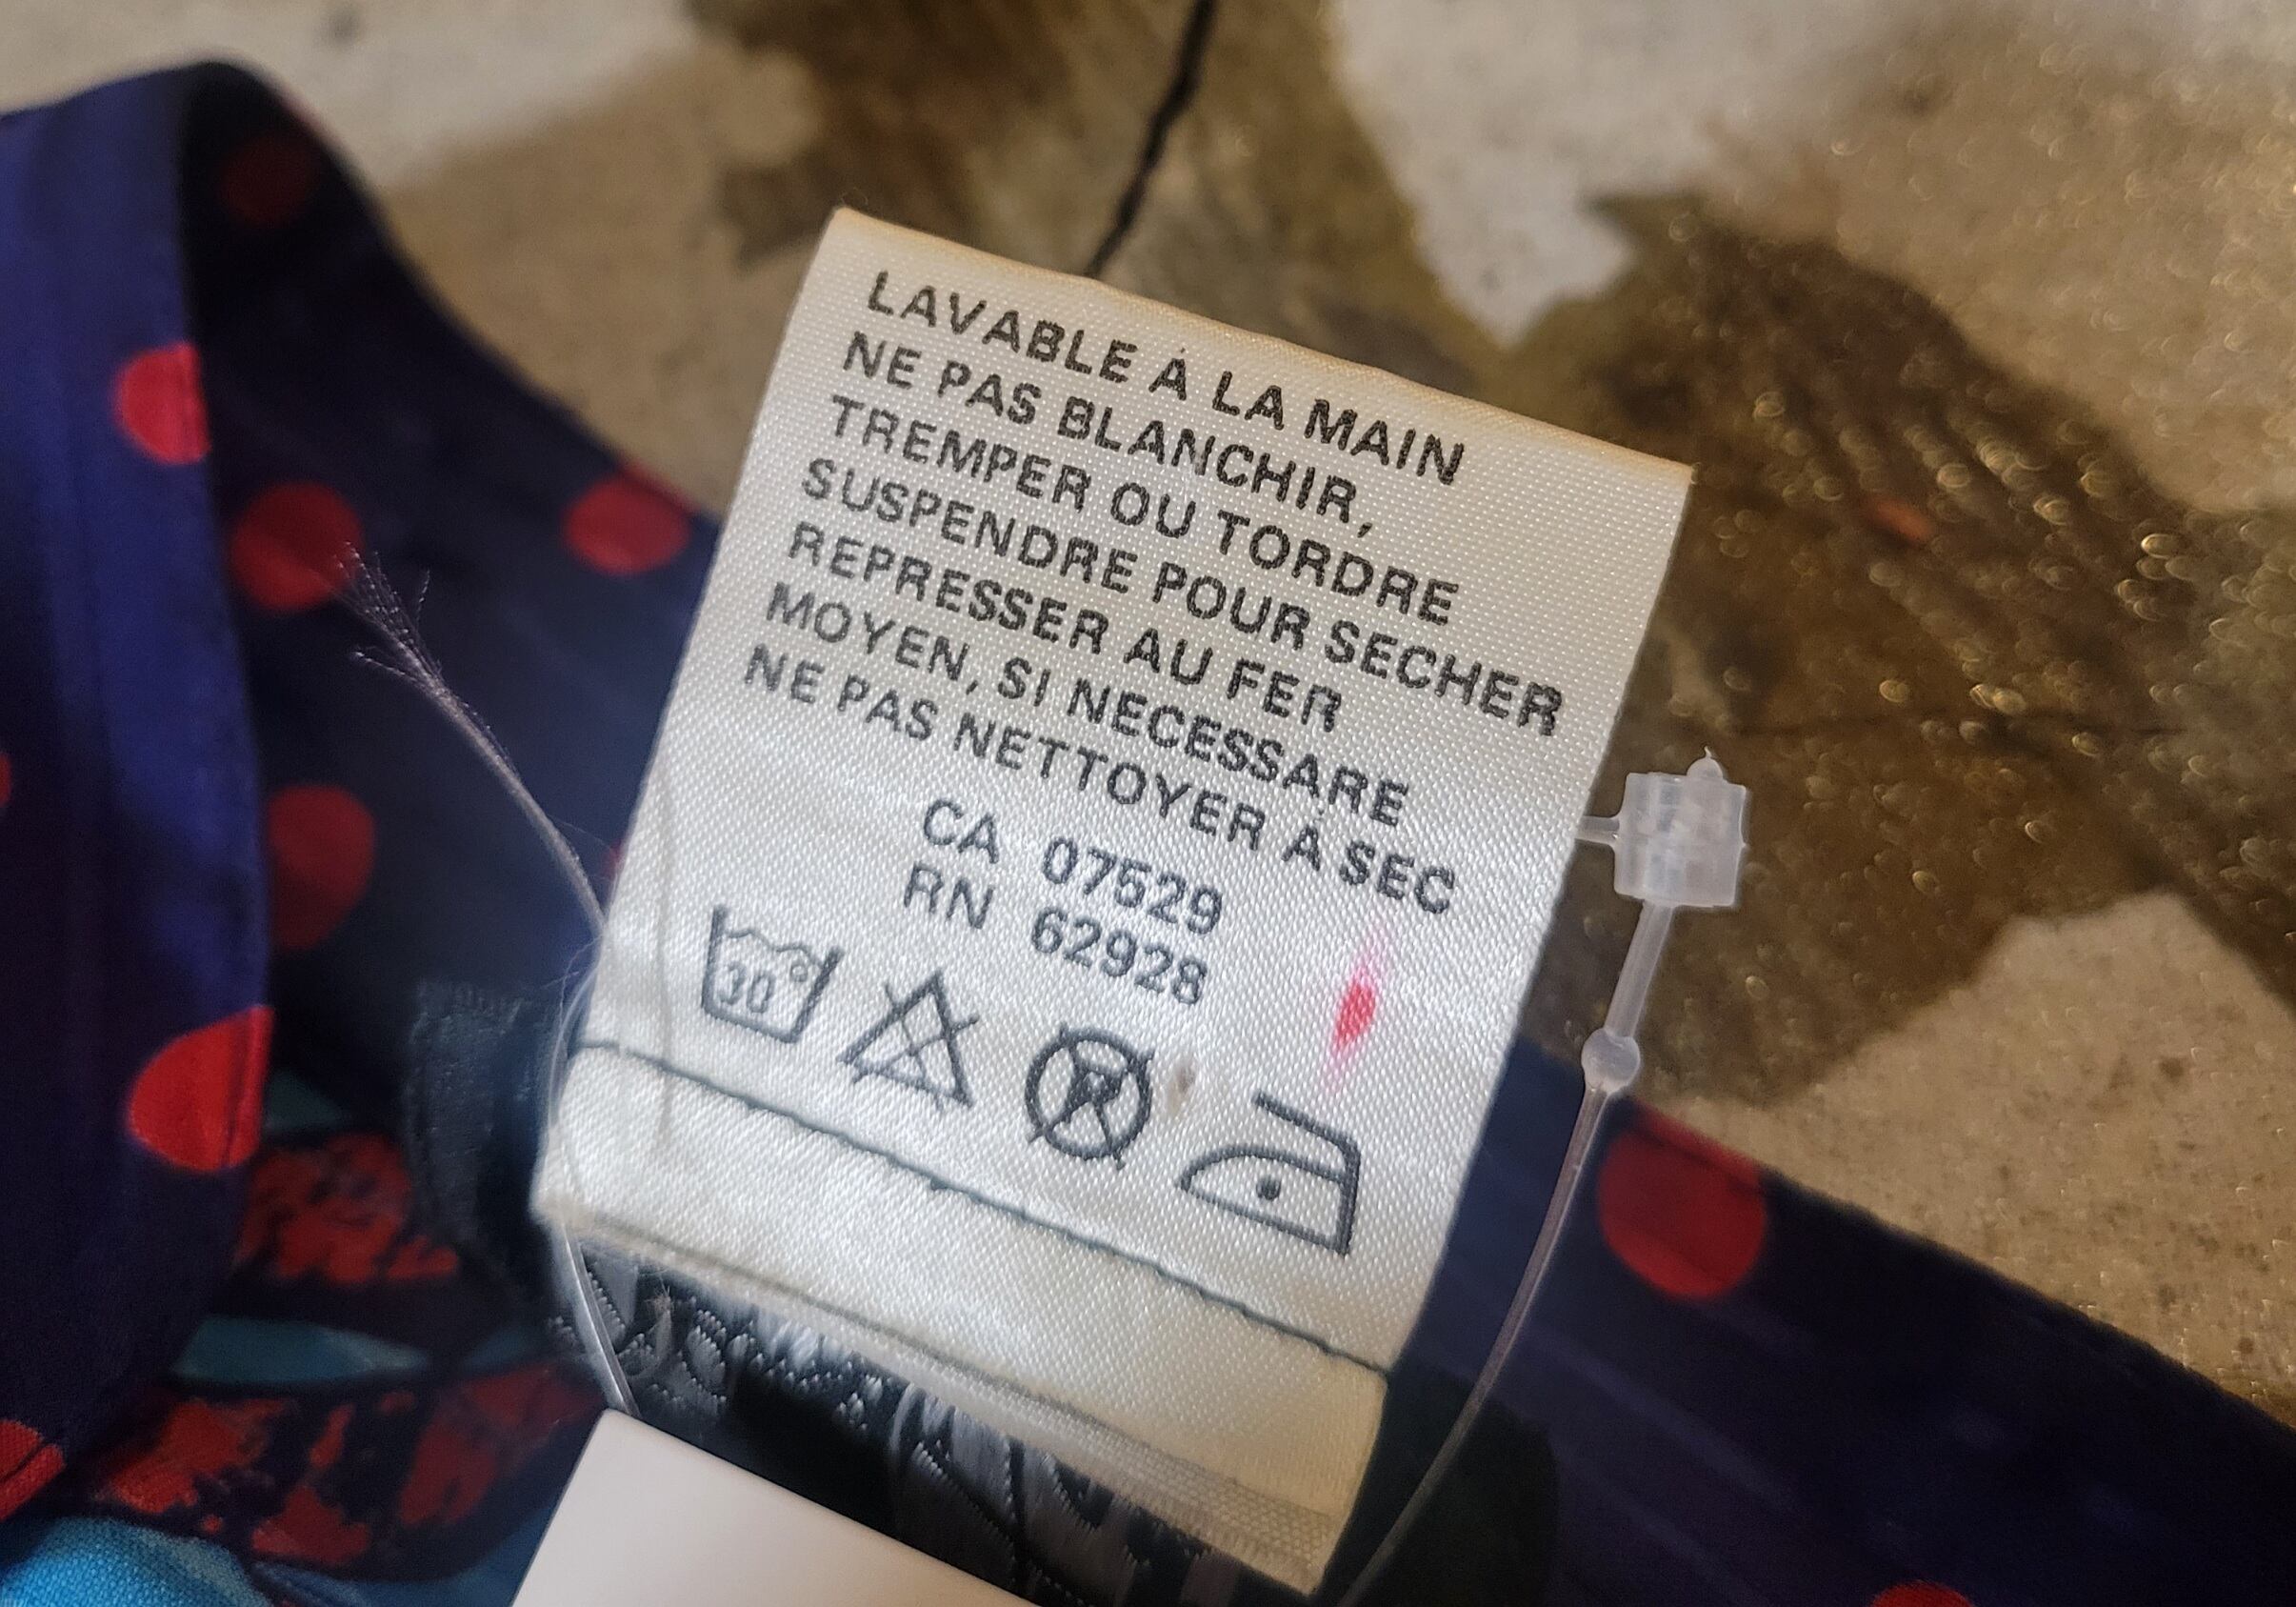 LAVABLE À LA MAIN
NE PAS BLANCHIR,
TREMPER OU TORDRE
SUSPENDRE POUR SECHER
REPRESSER AU FER
MOYEN, SI NECESSARE
NE PAS NETTOYER À SEC
CA 07529
RN 62928
30°